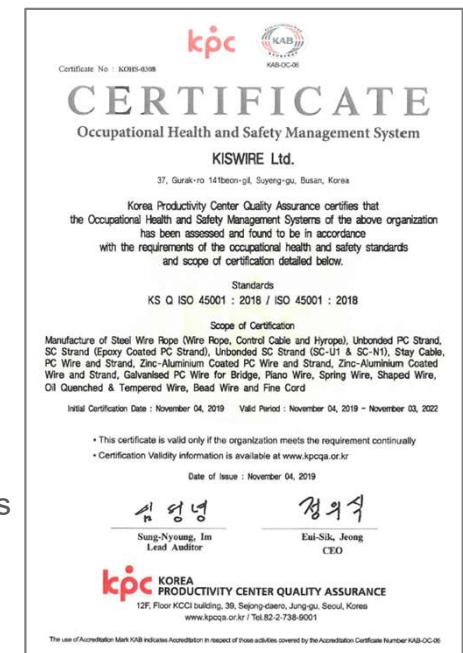 kpc
KAB
KAB-OC-06
Certificate No : KOHS-0308
CERTIFICATE
Occupational Health and Safety Management System
KISWIRE Ltd.
37, Gurak-ro 141beon-gil, Suyeng-gu, Busan, Korea
Korea Productivity Center Quality Assurance certifies that
the Occupational Health and Safety Management Systems of the above organization
has been assessed and found to be in accordance
with the requirements of the occupational health and safety standards
and scope of certification detailed below.
Standards
KS Q ISO 45001 : 2018 / ISO 45001 : 2018
Scope of Certification
Manufacture of Steel Wire Rope (Wire Rope, Control Cable and Hyrope), Unbonded PC Strand,
SC Strand (Epoxy Coated PC Strand), Unbonded SC Strand (SC-U1 & SC-N1), Stay Cable,
PC Wire and Strand, Zinc-Aluminium Coated PC Wire and Strand, Zinc-Aluminium Coated
Wire and Strand, Galvanised PC Wire for Bridge, Piano Wire, Spring Wire, Shaped Wire,
Oil Quenched & Tempered Wire, Bead Wire and Fine Cord
Initial Certification Date : November 04, 2019 Valid Period : November 04, 2019 - November 03, 2022
• This certificate is valid only if the organization meets the requirement continually
• Certification Validity information is available at www.kpcqa.or.kr
Date of Issue : November 04, 2019
s
Sung-Nyoung, Im
Lead Auditor
Eui-Sik, Jeong
CEO
kpc KOREA
PRODUCTIVITY CENTER QUALITY ASSURANCE
12F, Floor KCCI building, 39, Sejong-daero, Jung-gu, Seoul, Korea
www.kpcqa.or.kr / Tel.82-2-738-9001
The use of Accreditation Mark KAB indicates Accreditation in respect of those activities covered by the Accreditation Certificate Number KAB-OC-06